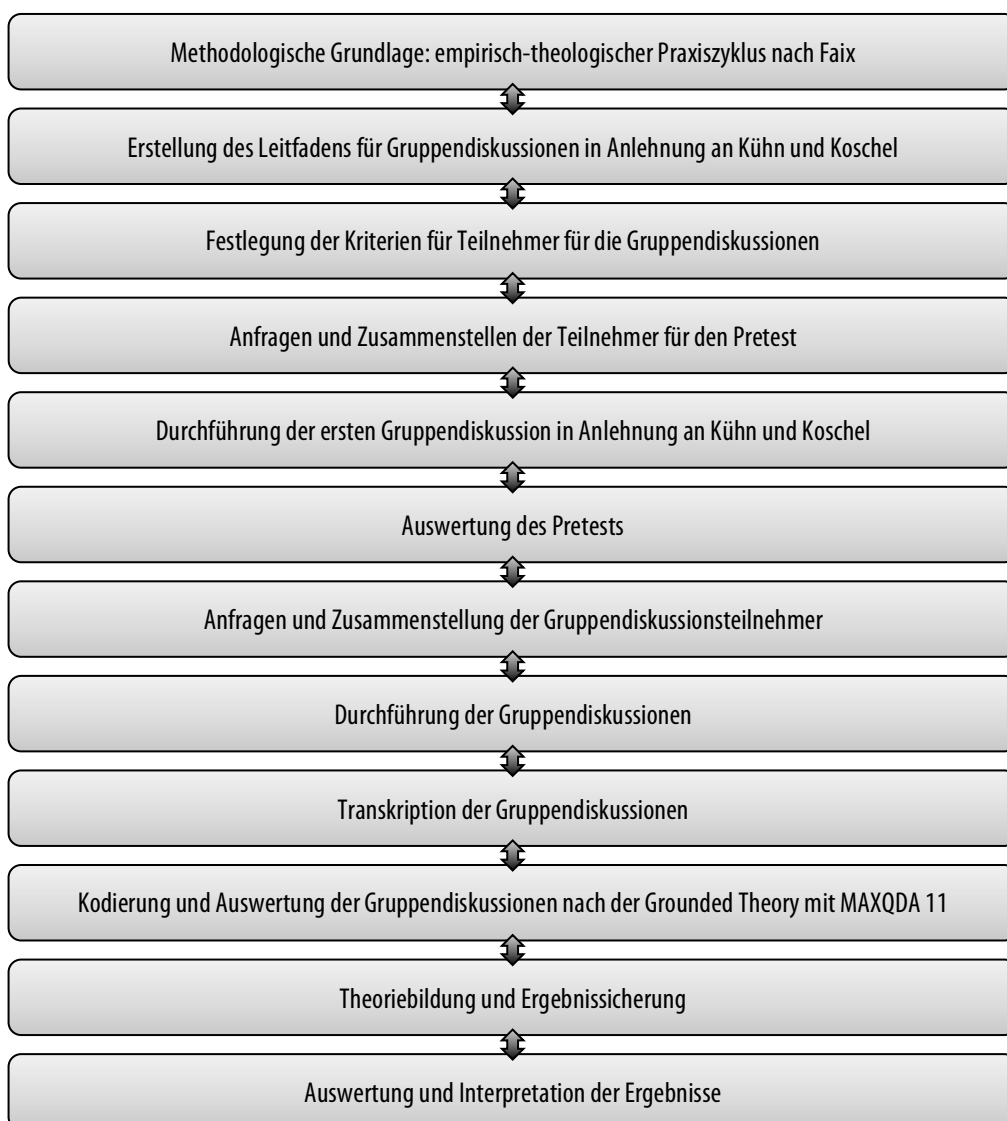 Methodologische Grundlage: empirisch-theologischer Praxiszyklus nach Faix
Erstellung des Leitfadens für Gruppendiskussionen in Anlehnung an Kühn und Koschel
Festlegung der Kriterien für Teilnehmer für die Gruppendiskussionen
Anfragen und Zusammenstellen der Teilnehmer für den Pretest
Durchführung der ersten Gruppendiskussion in Anlehnung an Kühn und Koschel
Auswertung des Pretests
Anfragen und Zusammenstellung der Gruppendiskussionsteilnehmer
Durchführung der Gruppendiskussionen
Transkription der Gruppendiskussionen
Kodierung und Auswertung der Gruppendiskussionen nach der Grounded Theory mit MAXQDA 11
Theoriebildung und Ergebnissicherung
Auswertung und Interpretation der Ergebnisse